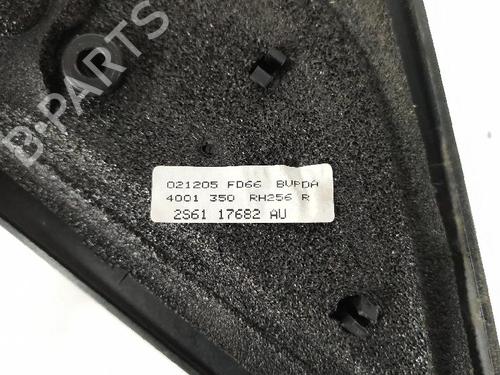 B-PARTS
021205 FD66 BVPDA
4001 350 RH256 R
2S61 17682 AU